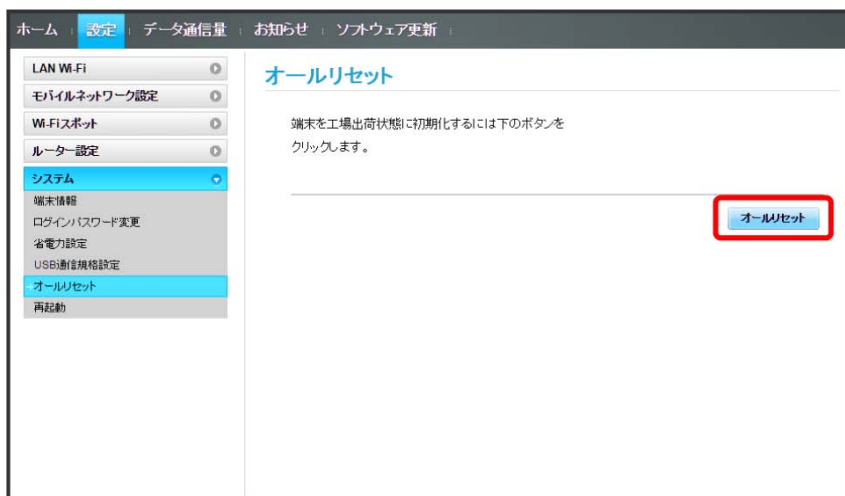 ホーム 設定 データ通信量 お知らせ ソフトウェア更新
LAN Wi-Fi
モバイルネットワーク設定
Wi-Fiスポット
ルーター設定
システム
端末情報
ログインパスワード変更
省電力設定
USB通信規格設定
オールリセット
再起動
オールリセット
端末を工場出荷状態に初期化するには下のボタンを
クリックします。
オールリセット